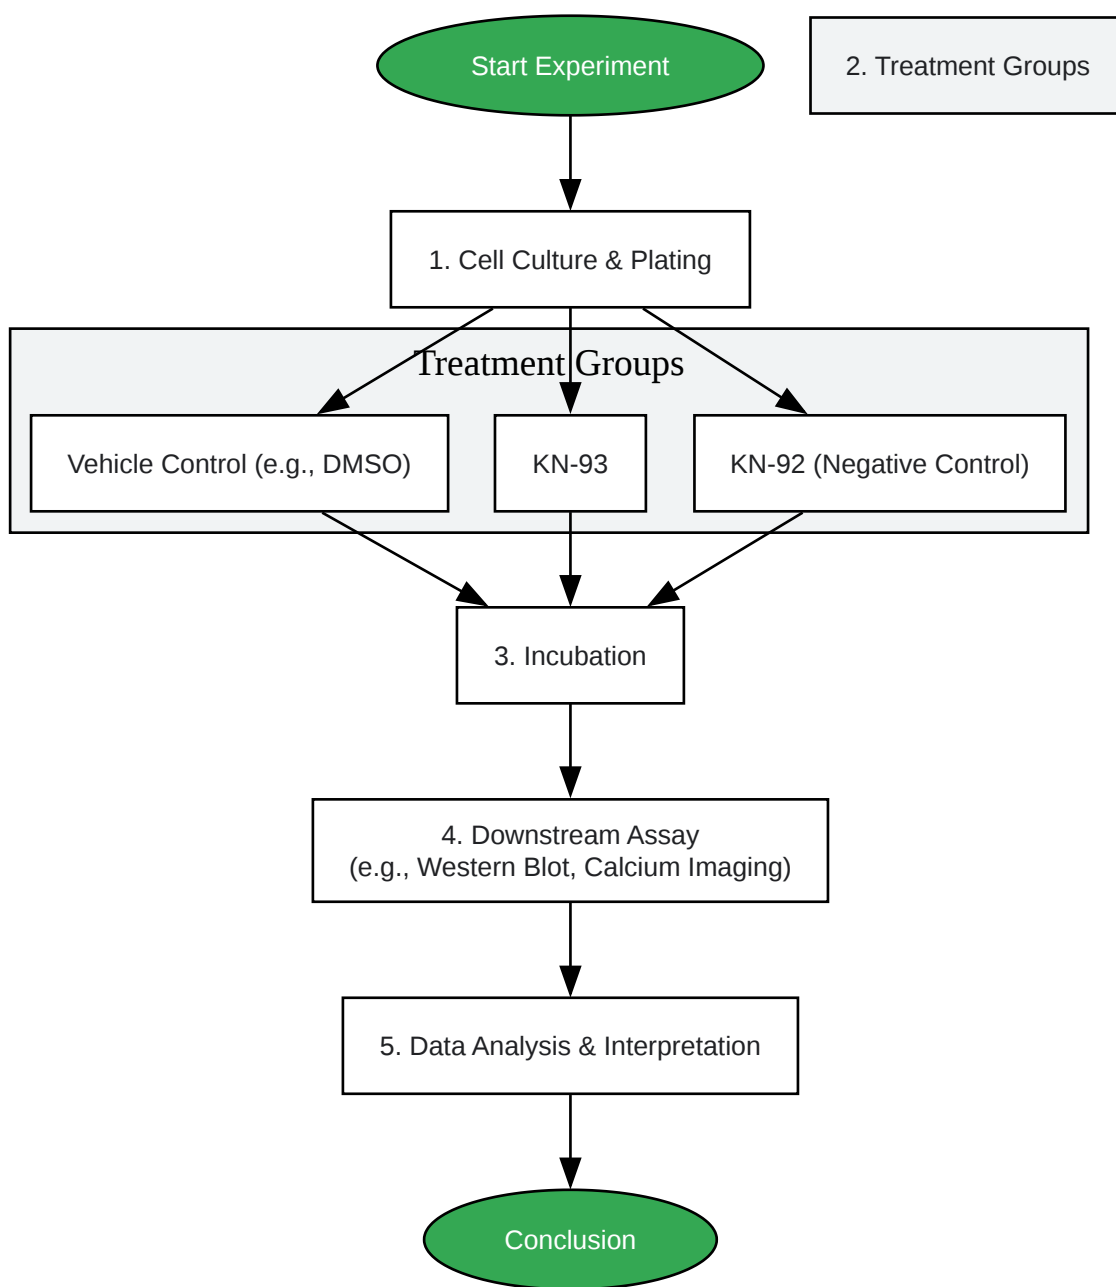 Start Experiment
2. Treatment Groups
1. Cell Culture & Plating
Treatment Groups
Vehicle Control (e.g., DMSO)
KN-93
KN-92 (Negative Control)
3. Incubation
4. Downstream Assay
(e.g., Western Blot, Calcium Imaging)
5. Data Analysis & Interpretation
Conclusion